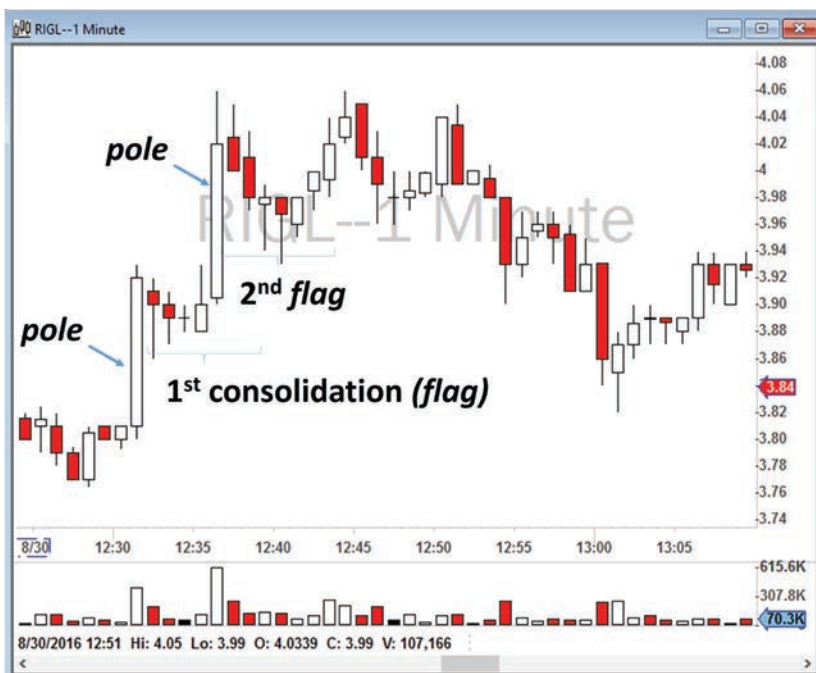 RIGL--1 Minute
4.08
4.06
4.04
4.02
4
3.98
3.96
3.94
3.92
3.90
3.88
3.86
3.84
3.82
3.80
3.78
3.76
3.74
pole
RIGL--1 Minute
2nd flag
pole
1st consolidation (flag)
8/30 12:30 12:35 12:40 12:45 12:50 12:55 13:00 13:05
615.6K
307.8K
70.3K
8/30/2016 12:51 Hi: 4.05 Lo: 3.99 O: 4.0339 C: 3.99 V: 107,166